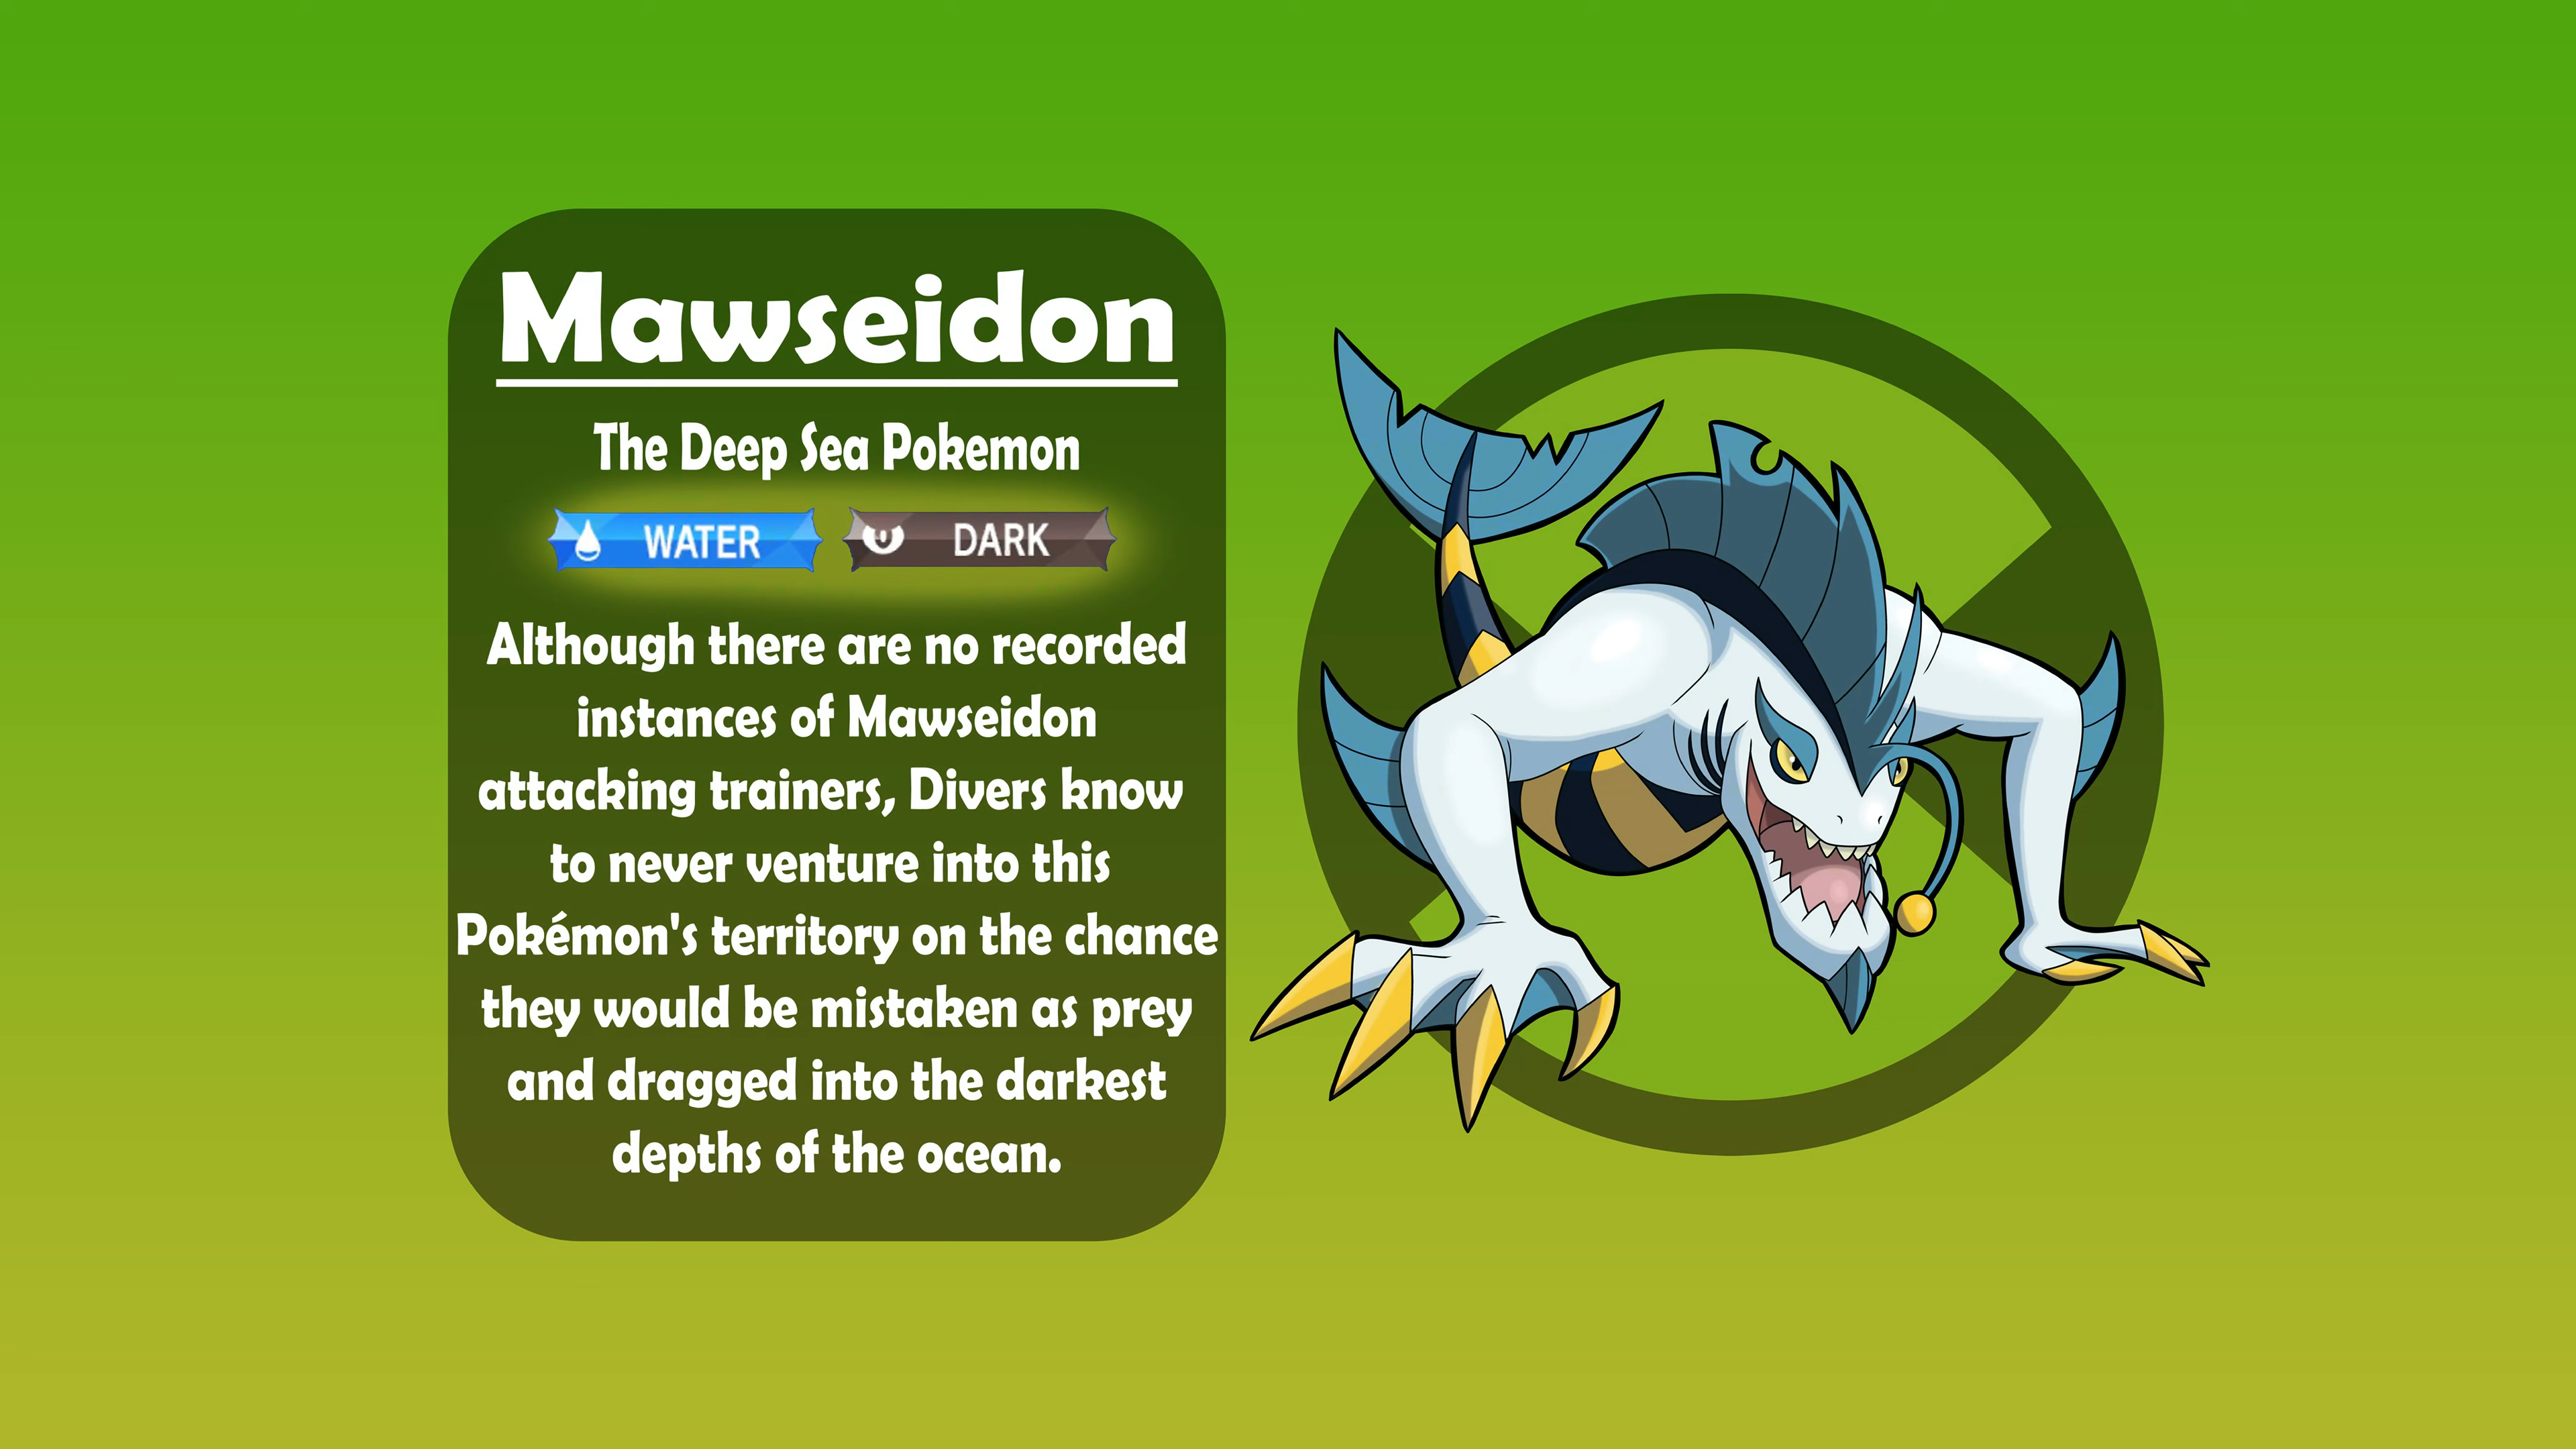 Mawseidon
The Deep Sea Pokemon
WATER DARK
Although there are no recorded
instances of Mawseidon
attacking trainers, Divers know
to never venture into this
Pokémon's territory on the chance
they would be mistaken as prey
and dragged into the darkest
depths of the ocean.